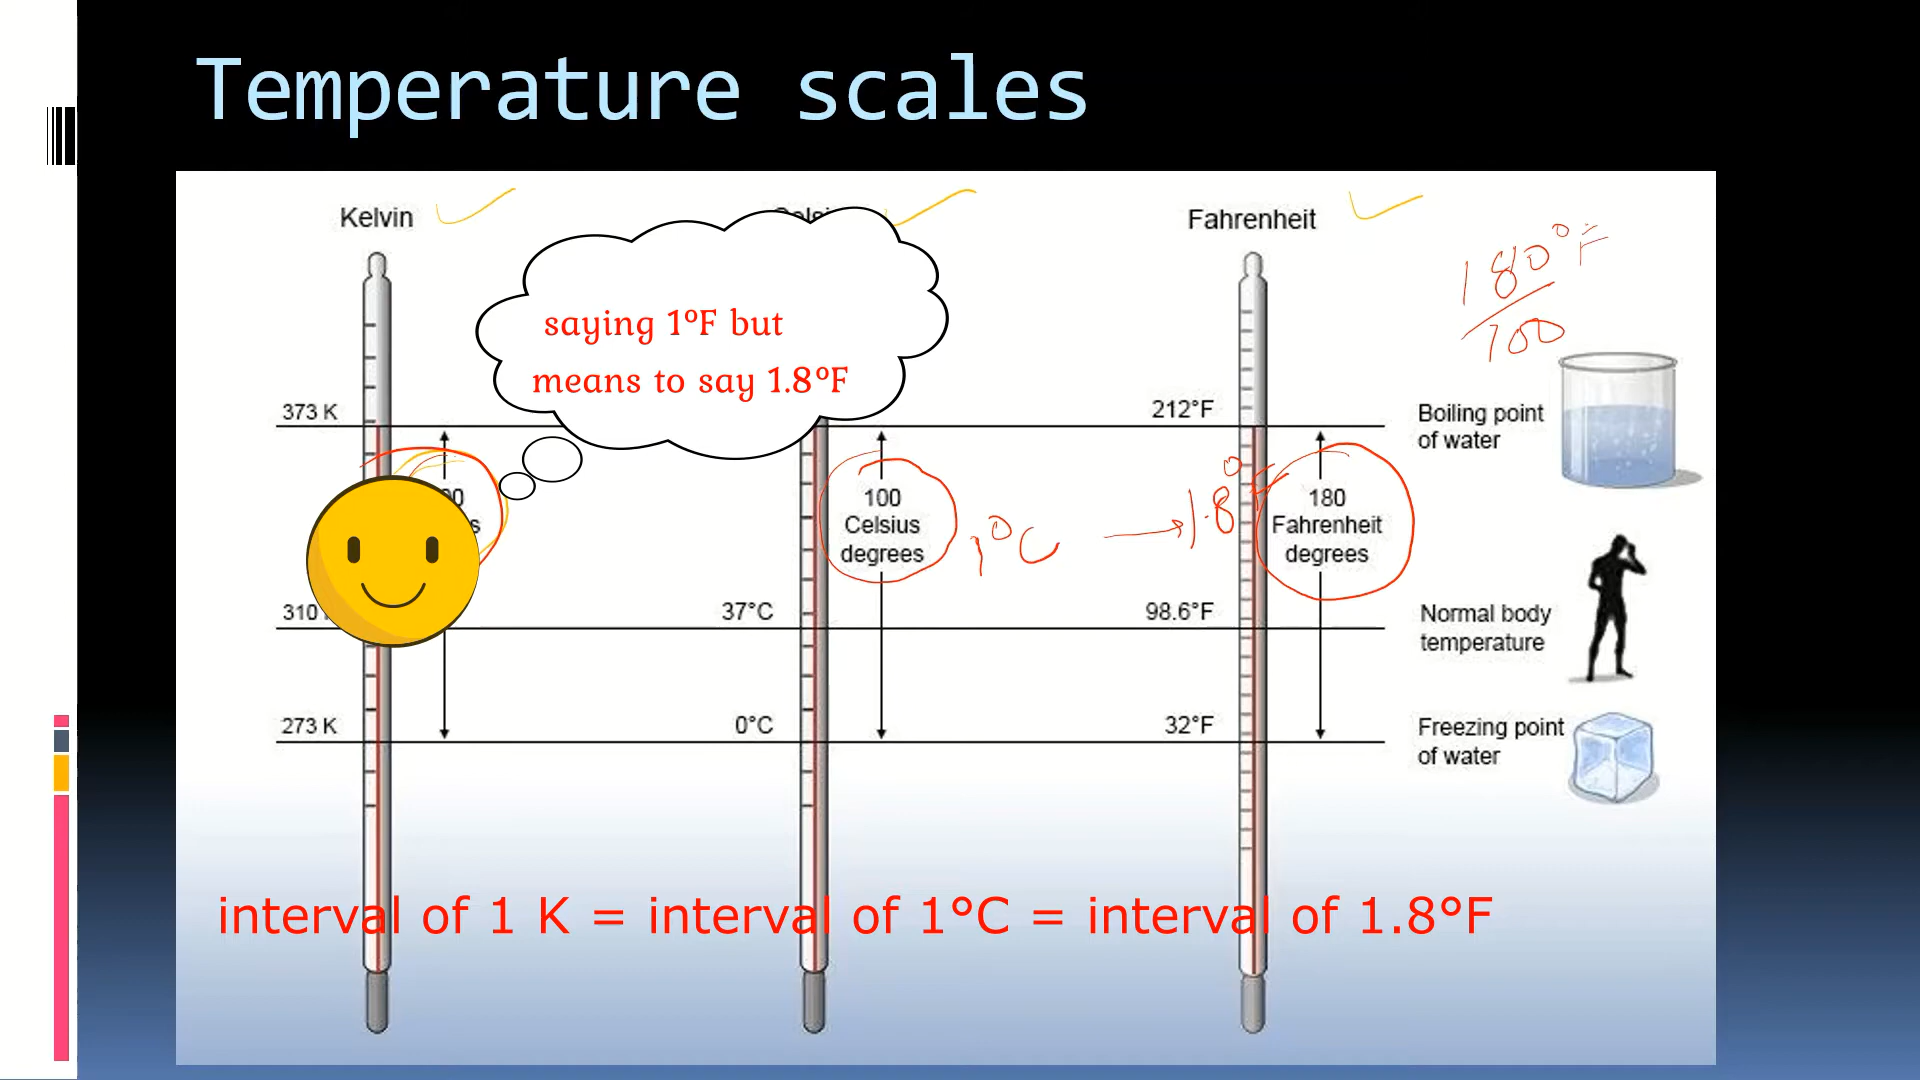 Temperature scales
Kelvin
Fahrenheit
180°F
100
saying 1°F but
means to say 1.8°F
373 K
212°F
Boiling point
of water
100
Celsius
degrees
1°C → 1.8°F
180
Fahrenheit
degrees
310
37°C
98.6°F
Normal body
temperature
273 K
0°C
32°F
Freezing point
of water
interval of 1 K = interval of 1°C = interval of 1.8°F